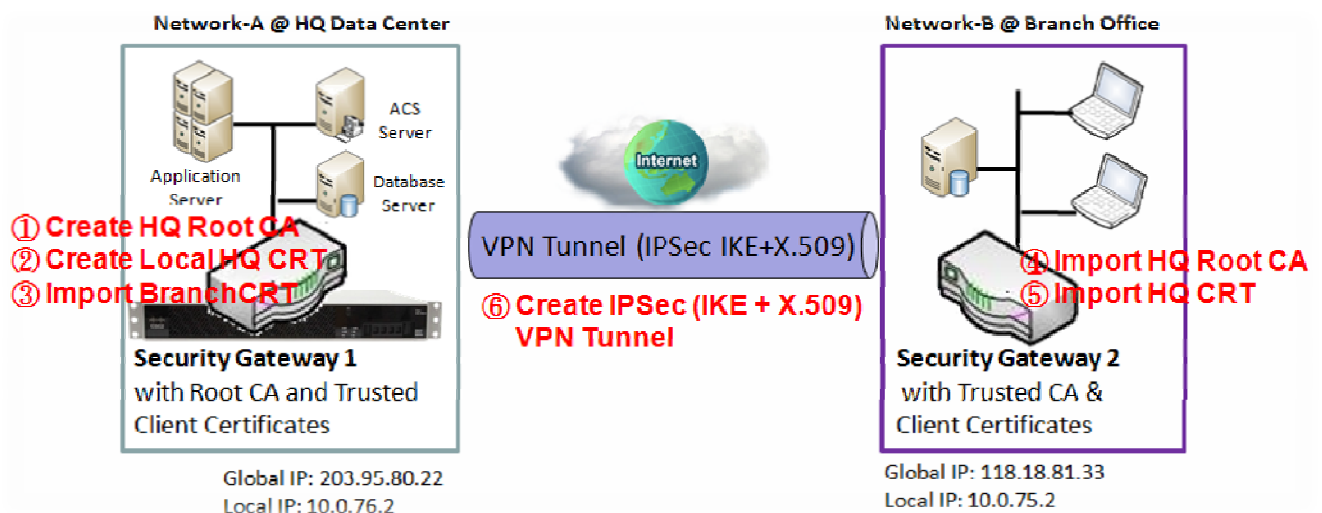 Network-A @ HQ Data Center
ACS
Server
Application
Server
Database
Server
① Create HQ Root CA
② Create Local HQ CRT
③ Import BranchCRT
Security Gateway 1
with Root CA and Trusted
Client Certificates
Global IP: 203.95.80.22
Local IP: 10.0.76.2
Internet
VPN Tunnel (IPSec IKE+X.509)
⑥ Create IPSec (IKE + X.509)
VPN Tunnel
Network-B @ Branch Office
④ Import HQ Root CA
⑤ Import HQ CRT
Security Gateway 2
with Trusted CA &
Client Certificates
Global IP: 118.18.81.33
Local IP: 10.0.75.2